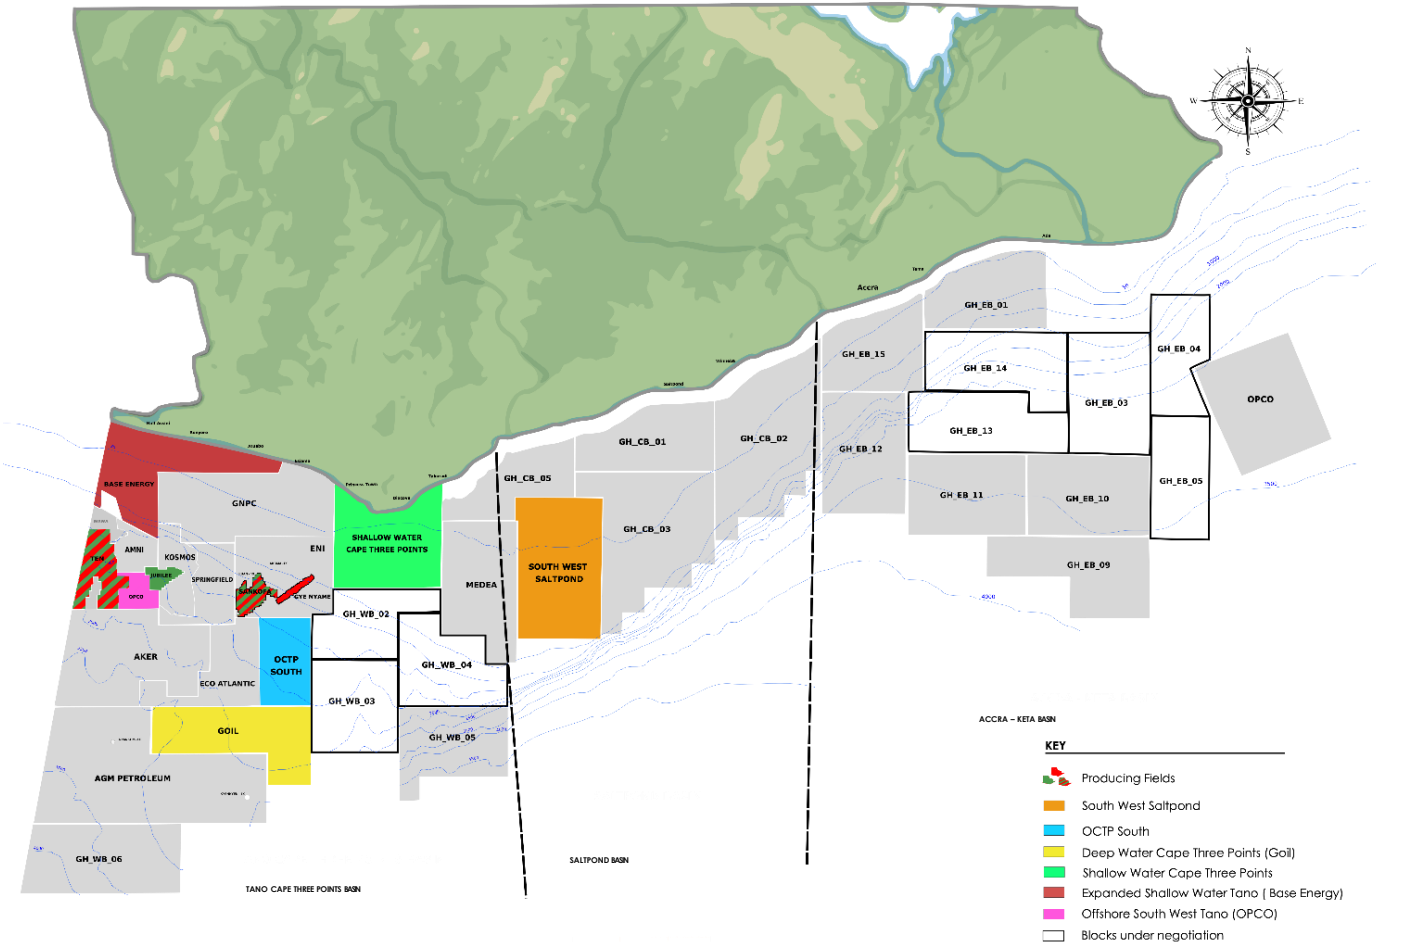 N
W
E
S
Ada
Tema
Accra
GH_EB_01
GH_EB_15
GH_EB_14
GH_EB_04
GH_EB_03
OPCO
GH_EB_13
GH_EB_12
GH_EB_11
GH_EB_10
GH_EB_05
GH_EB_09
Saltpond
GH_CB_01
GH_CB_02
GH_CB_05
GH_CB_03
SOUTH WEST
SALTPOND
MEDEA
BASE ENERGY
GNPC
SHALLOW WATER
CAPE THREE POINTS
ENI
AMNI
KOSMOS
TEN
JUBILEE
SPRINGFIELD
OPCO
SANKOFA
GYE NYAME
GH_WB_02
AKER
OCTP
SOUTH
ECO ATLANTIC
GH_WB_04
GH_WB_03
GOIL
GH_WB_05
AGM PETROLEUM
GH_WB_06
2000
4000
TANO CAPE THREE POINTS BASIN
SALTPOND BASIN
ACCRA – KETA BASIN
KEY
Producing Fields
South West Saltpond
OCTP South
Deep Water Cape Three Points (Goil)
Shallow Water Cape Three Points
Expanded Shallow Water Tano ( Base Energy)
Offshore South West Tano (OPCO)
Blocks under negotiation